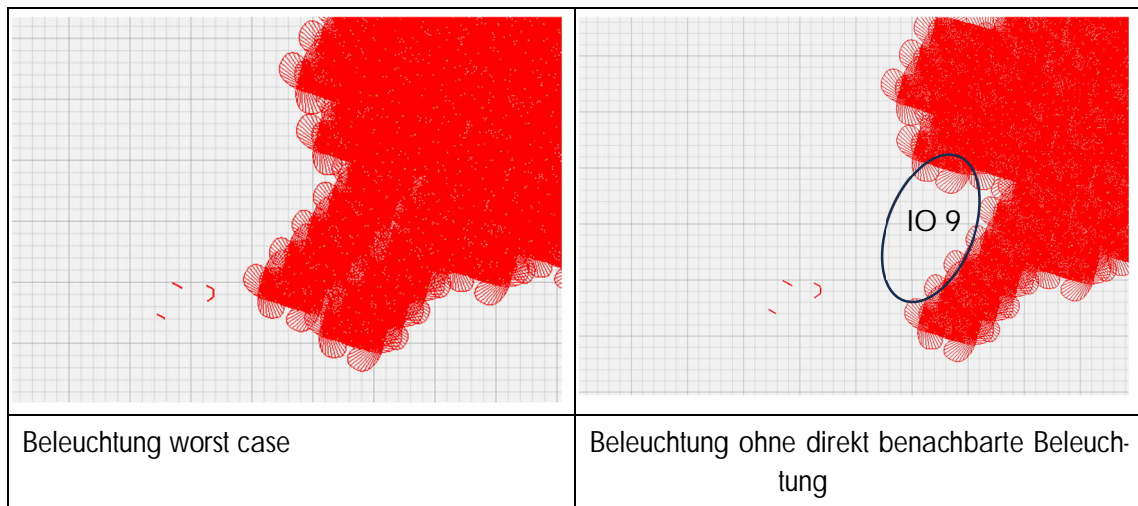 IO 9
Beleuchtung worst case
Beleuchtung ohne direkt benachbarte Beleuch-
tung